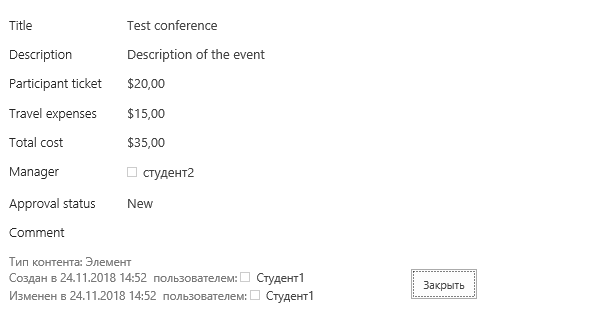 Title Test conference
Description Description of the event
Participant ticket $20,00
Travel expenses $15,00
Total cost $35,00
Manager студент2
Approval status New
Comment
Тип контента: Элемент
Создан в 24.11.2018 14:52 пользователем: Студент1
Изменен в 24.11.2018 14:52 пользователем: Студент1
Закрыть